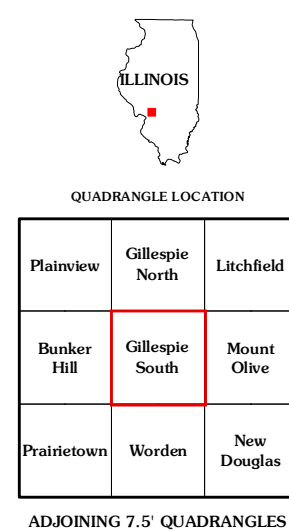 ILLINOIS
QUADRANGLE LOCATION
Plainview
Gillespie
North
Litchfield
Bunker
Hill
Gillespie
South
Mount
Olive
Prairietown
Worden
New
Douglas
ADJOINING 7.5' QUADRANGLES